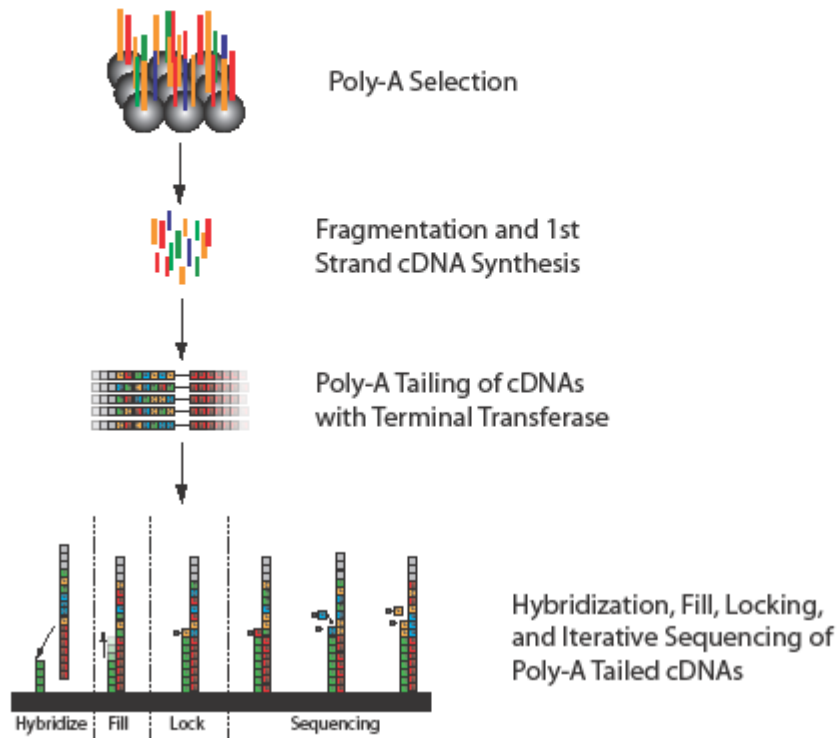 Poly-A Selection
Fragmentation and 1st
Strand cDNA Synthesis
Poly-A Tailing of cDNAs
with Terminal Transferase
Hybridization, Fill, Locking,
and Iterative Sequencing of
Poly-A Tailed cDNAs
Hybridize Fill Lock Sequencing